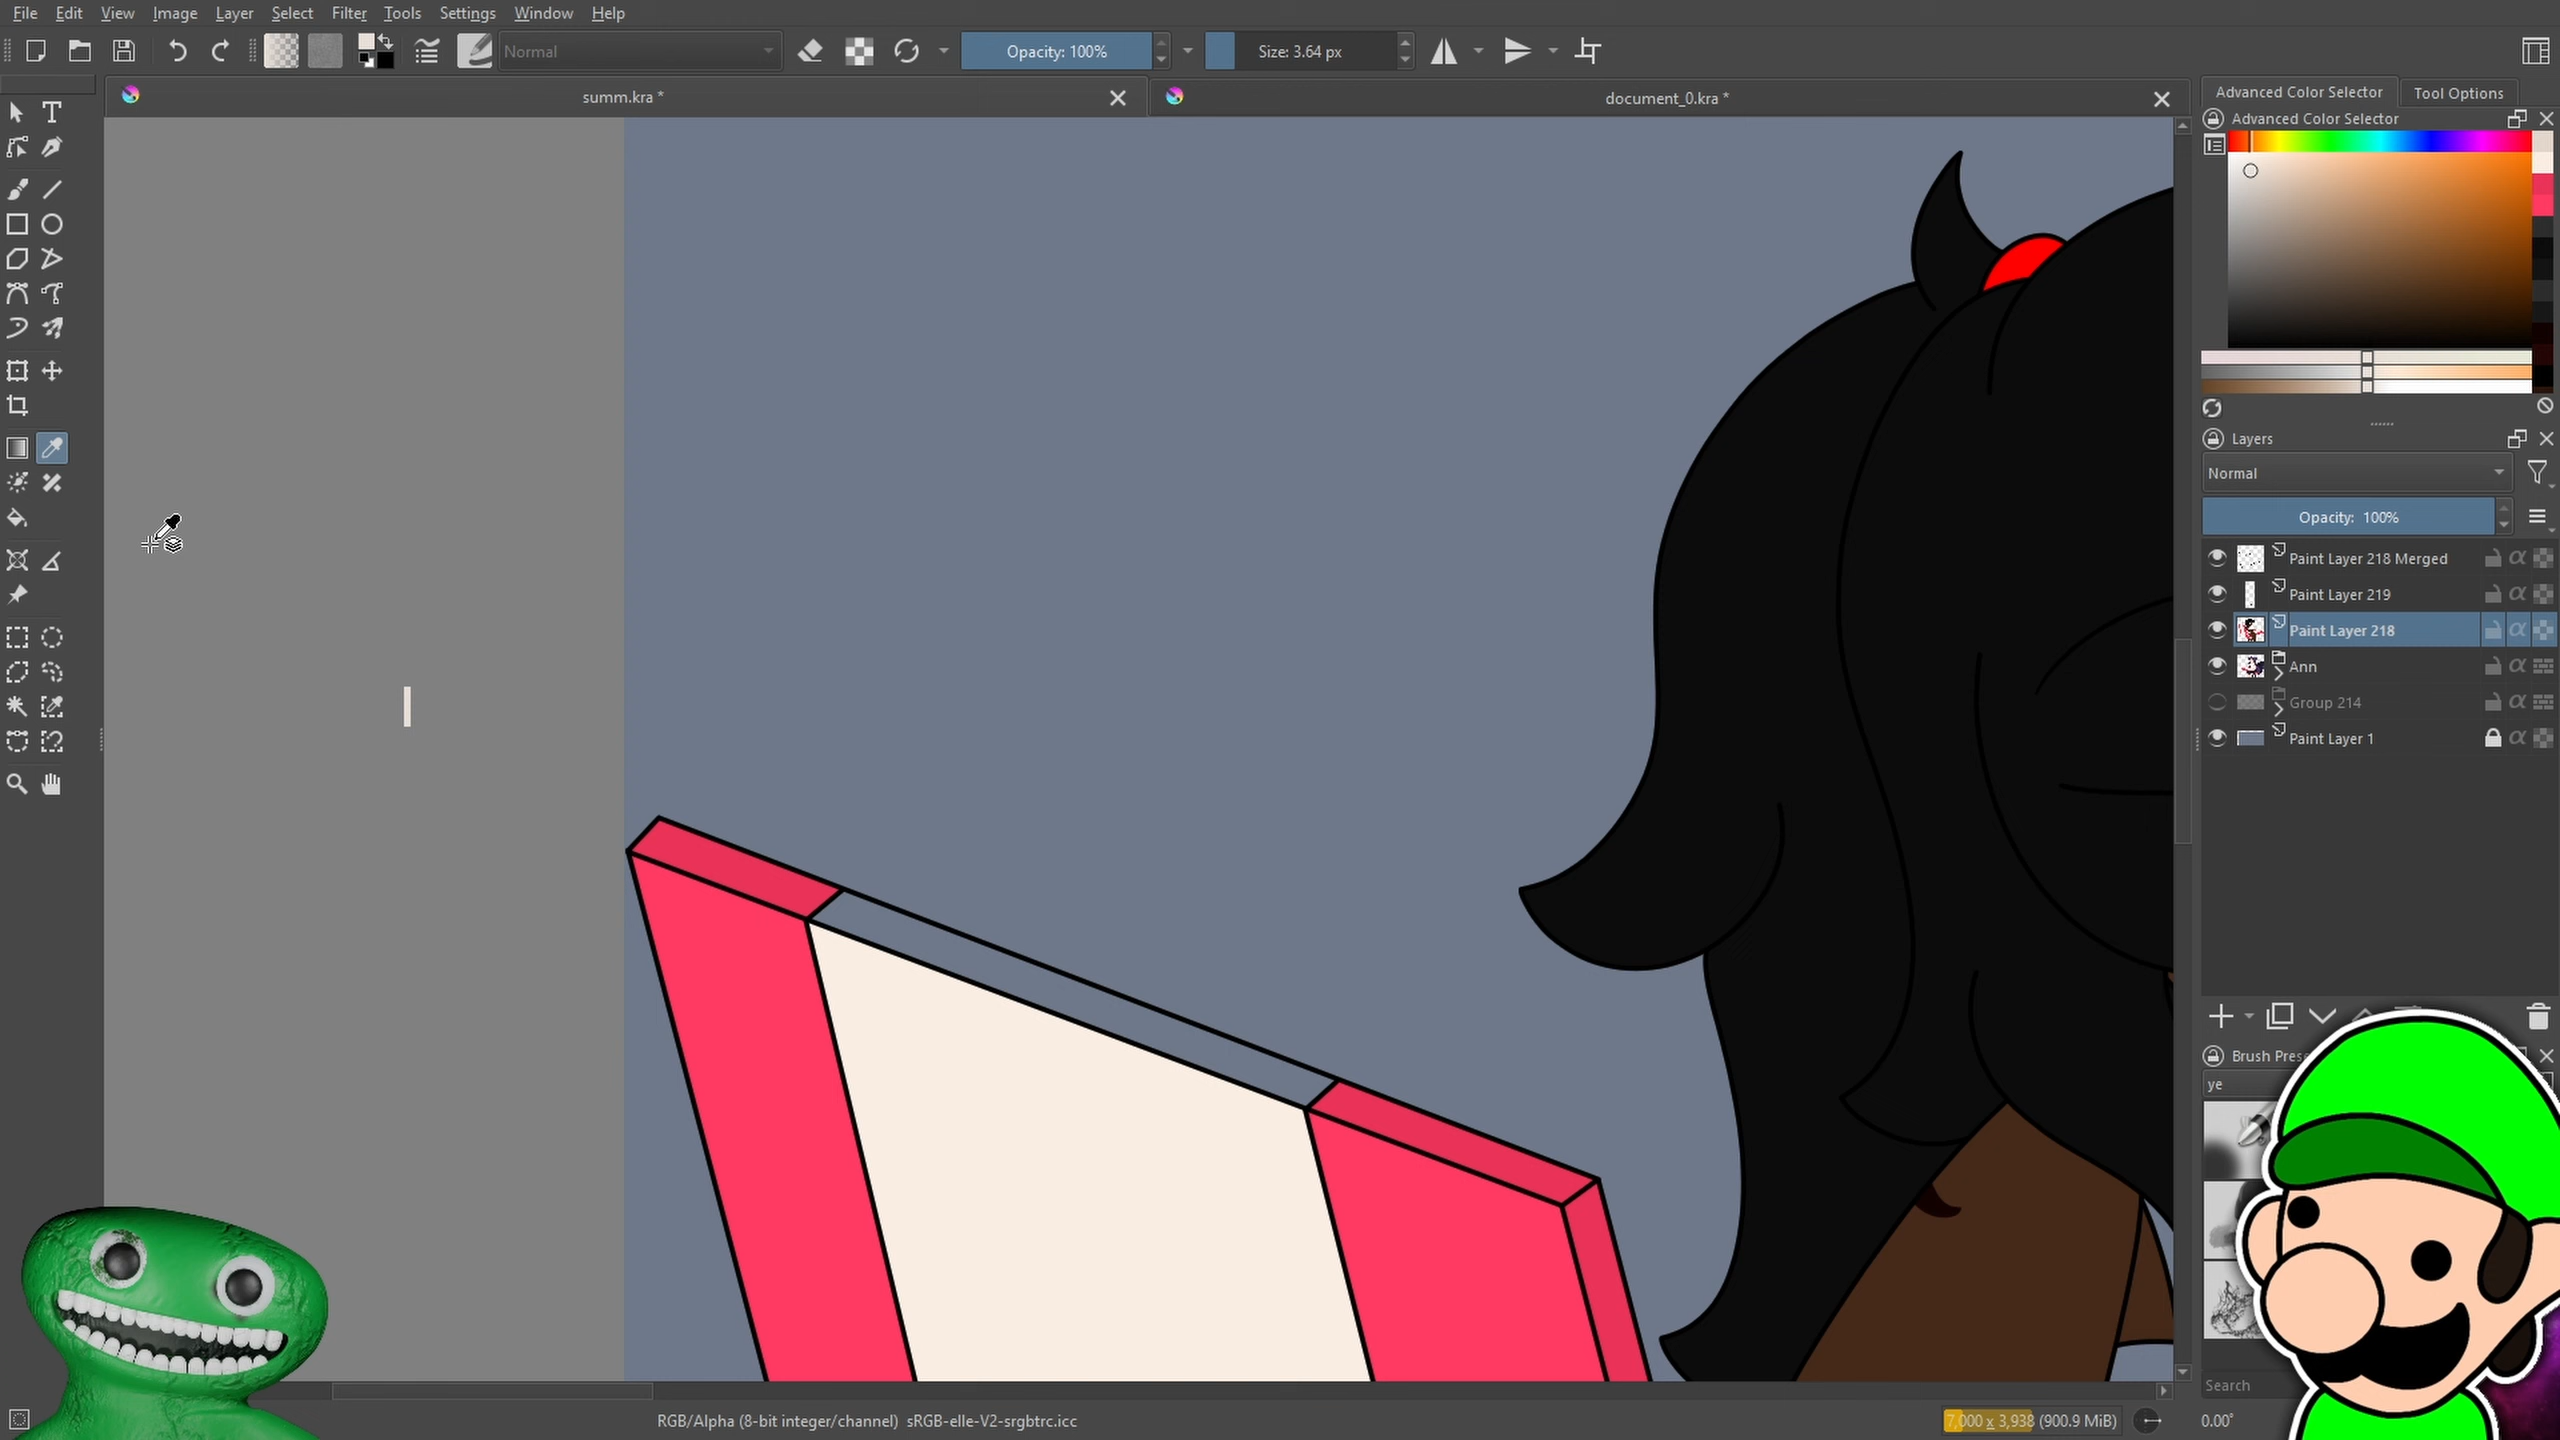 File Edit View Image Layer Select Filter Tools Settings Window Help
Normal
Opacity: 100%
Size: 3.64 px
summ.kra *
document_0.kra *
Advanced Color Selector
Tool Options
Advanced Color Selector
Layers
Normal
Opacity: 100%
Paint Layer 218 Merged
Paint Layer 219
Paint Layer 218
Ann
Group 214
Paint Layer 1
Brush Pres
ye
Search
RGB/Alpha (8-bit integer/channel) sRGB-elle-V2-srgbtrc.icc
7,000 x 3,938 (900.9 MiB)
0.00°